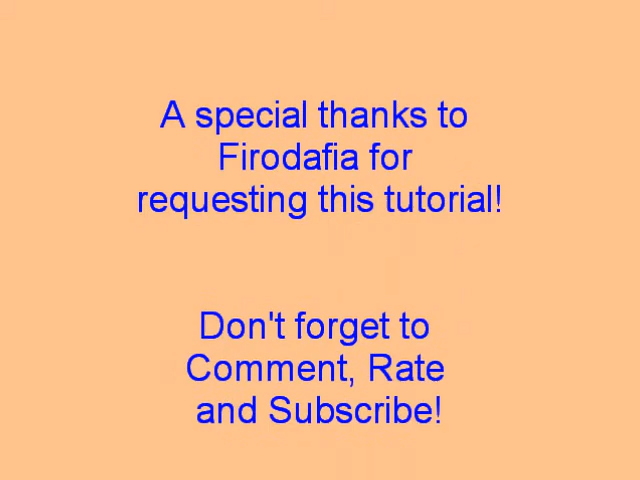 A special thanks to
Firodafia for
requesting this tutorial!
Don't forget to
Comment, Rate
and Subscribe!